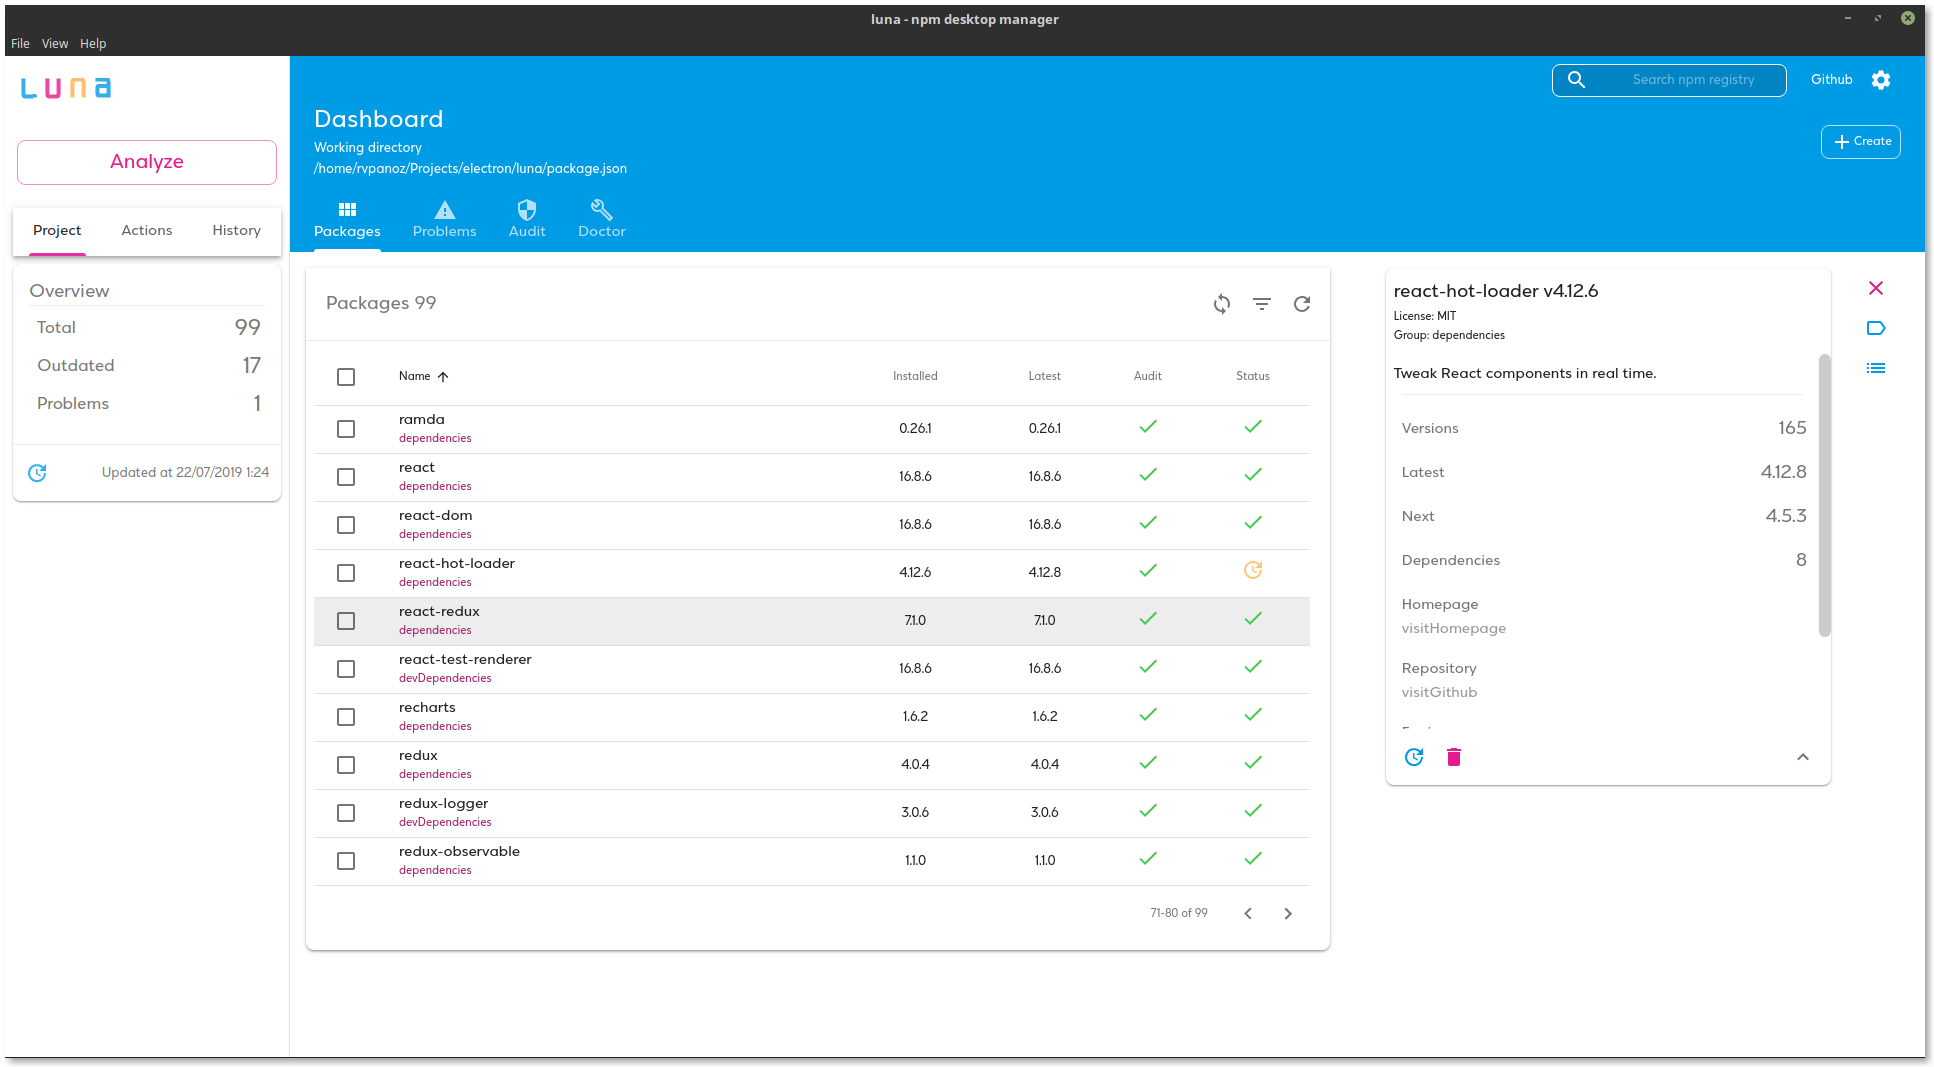 luna - npm desktop manager
File View Help
Luna
Search npm registry
Github
Dashboard
Working directory
/home/rvpanoz/Projects/electron/luna/package.json
Create
Analyze
Packages Problems Audit Doctor
Project Actions History
Overview
Total 99
Outdated 17
Problems 1
Updated at 22/07/2019 1:24
Packages 99
Name Installed Latest Audit Status
ramda
dependencies
0.26.1 0.26.1
react
dependencies
16.8.6 16.8.6
react-dom
dependencies
16.8.6 16.8.6
react-hot-loader
dependencies
4.12.6 4.12.8
react-redux
dependencies
7.1.0 7.1.0
react-test-renderer
devDependencies
16.8.6 16.8.6
recharts
dependencies
1.6.2 1.6.2
redux
dependencies
4.0.4 4.0.4
redux-logger
devDependencies
3.0.6 3.0.6
redux-observable
dependencies
1.1.0 1.1.0
71-80 of 99
react-hot-loader v4.12.6
License: MIT
Group: dependencies
Tweak React components in real time.
Versions 165
Latest 4.12.8
Next 4.5.3
Dependencies 8
Homepage
visitHomepage
Repository
visitGithub